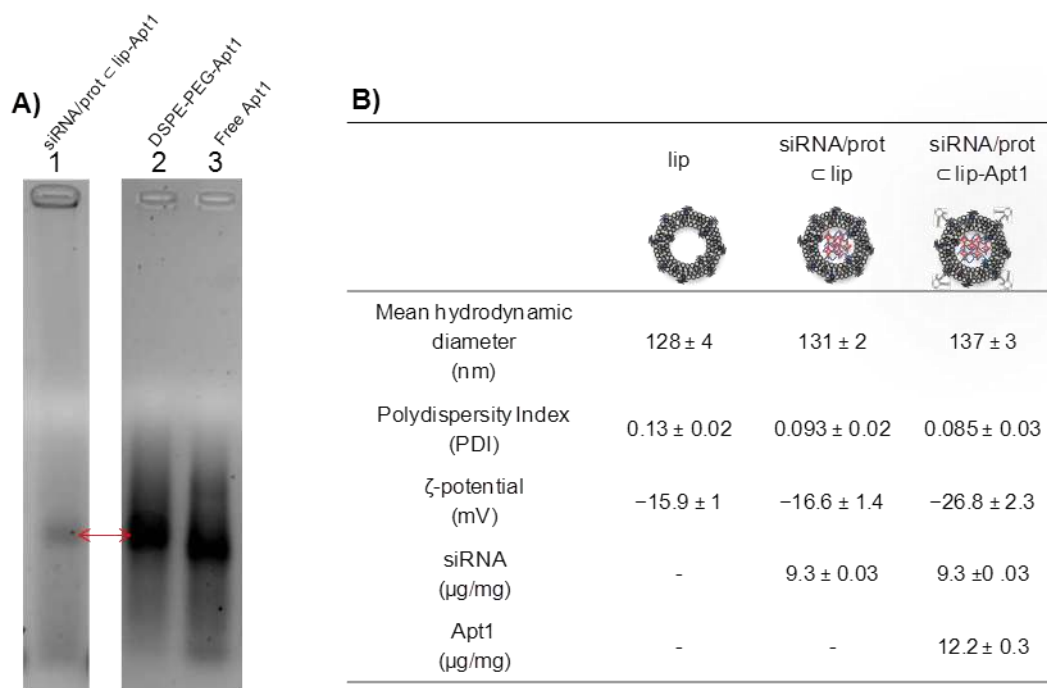 A)
siRNA/prot ⊂ lip-Apt1
DSPE-PEG-Apt1
Free Apt1
1
2
3
B)
lip
siRNA/prot
⊂ lip
siRNA/prot
⊂ lip-Apt1
Mean hydrodynamic
diameter
(nm)
128 ± 4
131 ± 2
137 ± 3
Polydispersity Index
(PDI)
0.13 ± 0.02
0.093 ± 0.02
0.085 ± 0.03
ζ-potential
(mV)
−15.9 ± 1
−16.6 ± 1.4
−26.8 ± 2.3
siRNA
(µg/mg)
-
9.3 ± 0.03
9.3 ±0 .03
Apt1
(µg/mg)
-
-
12.2 ± 0.3